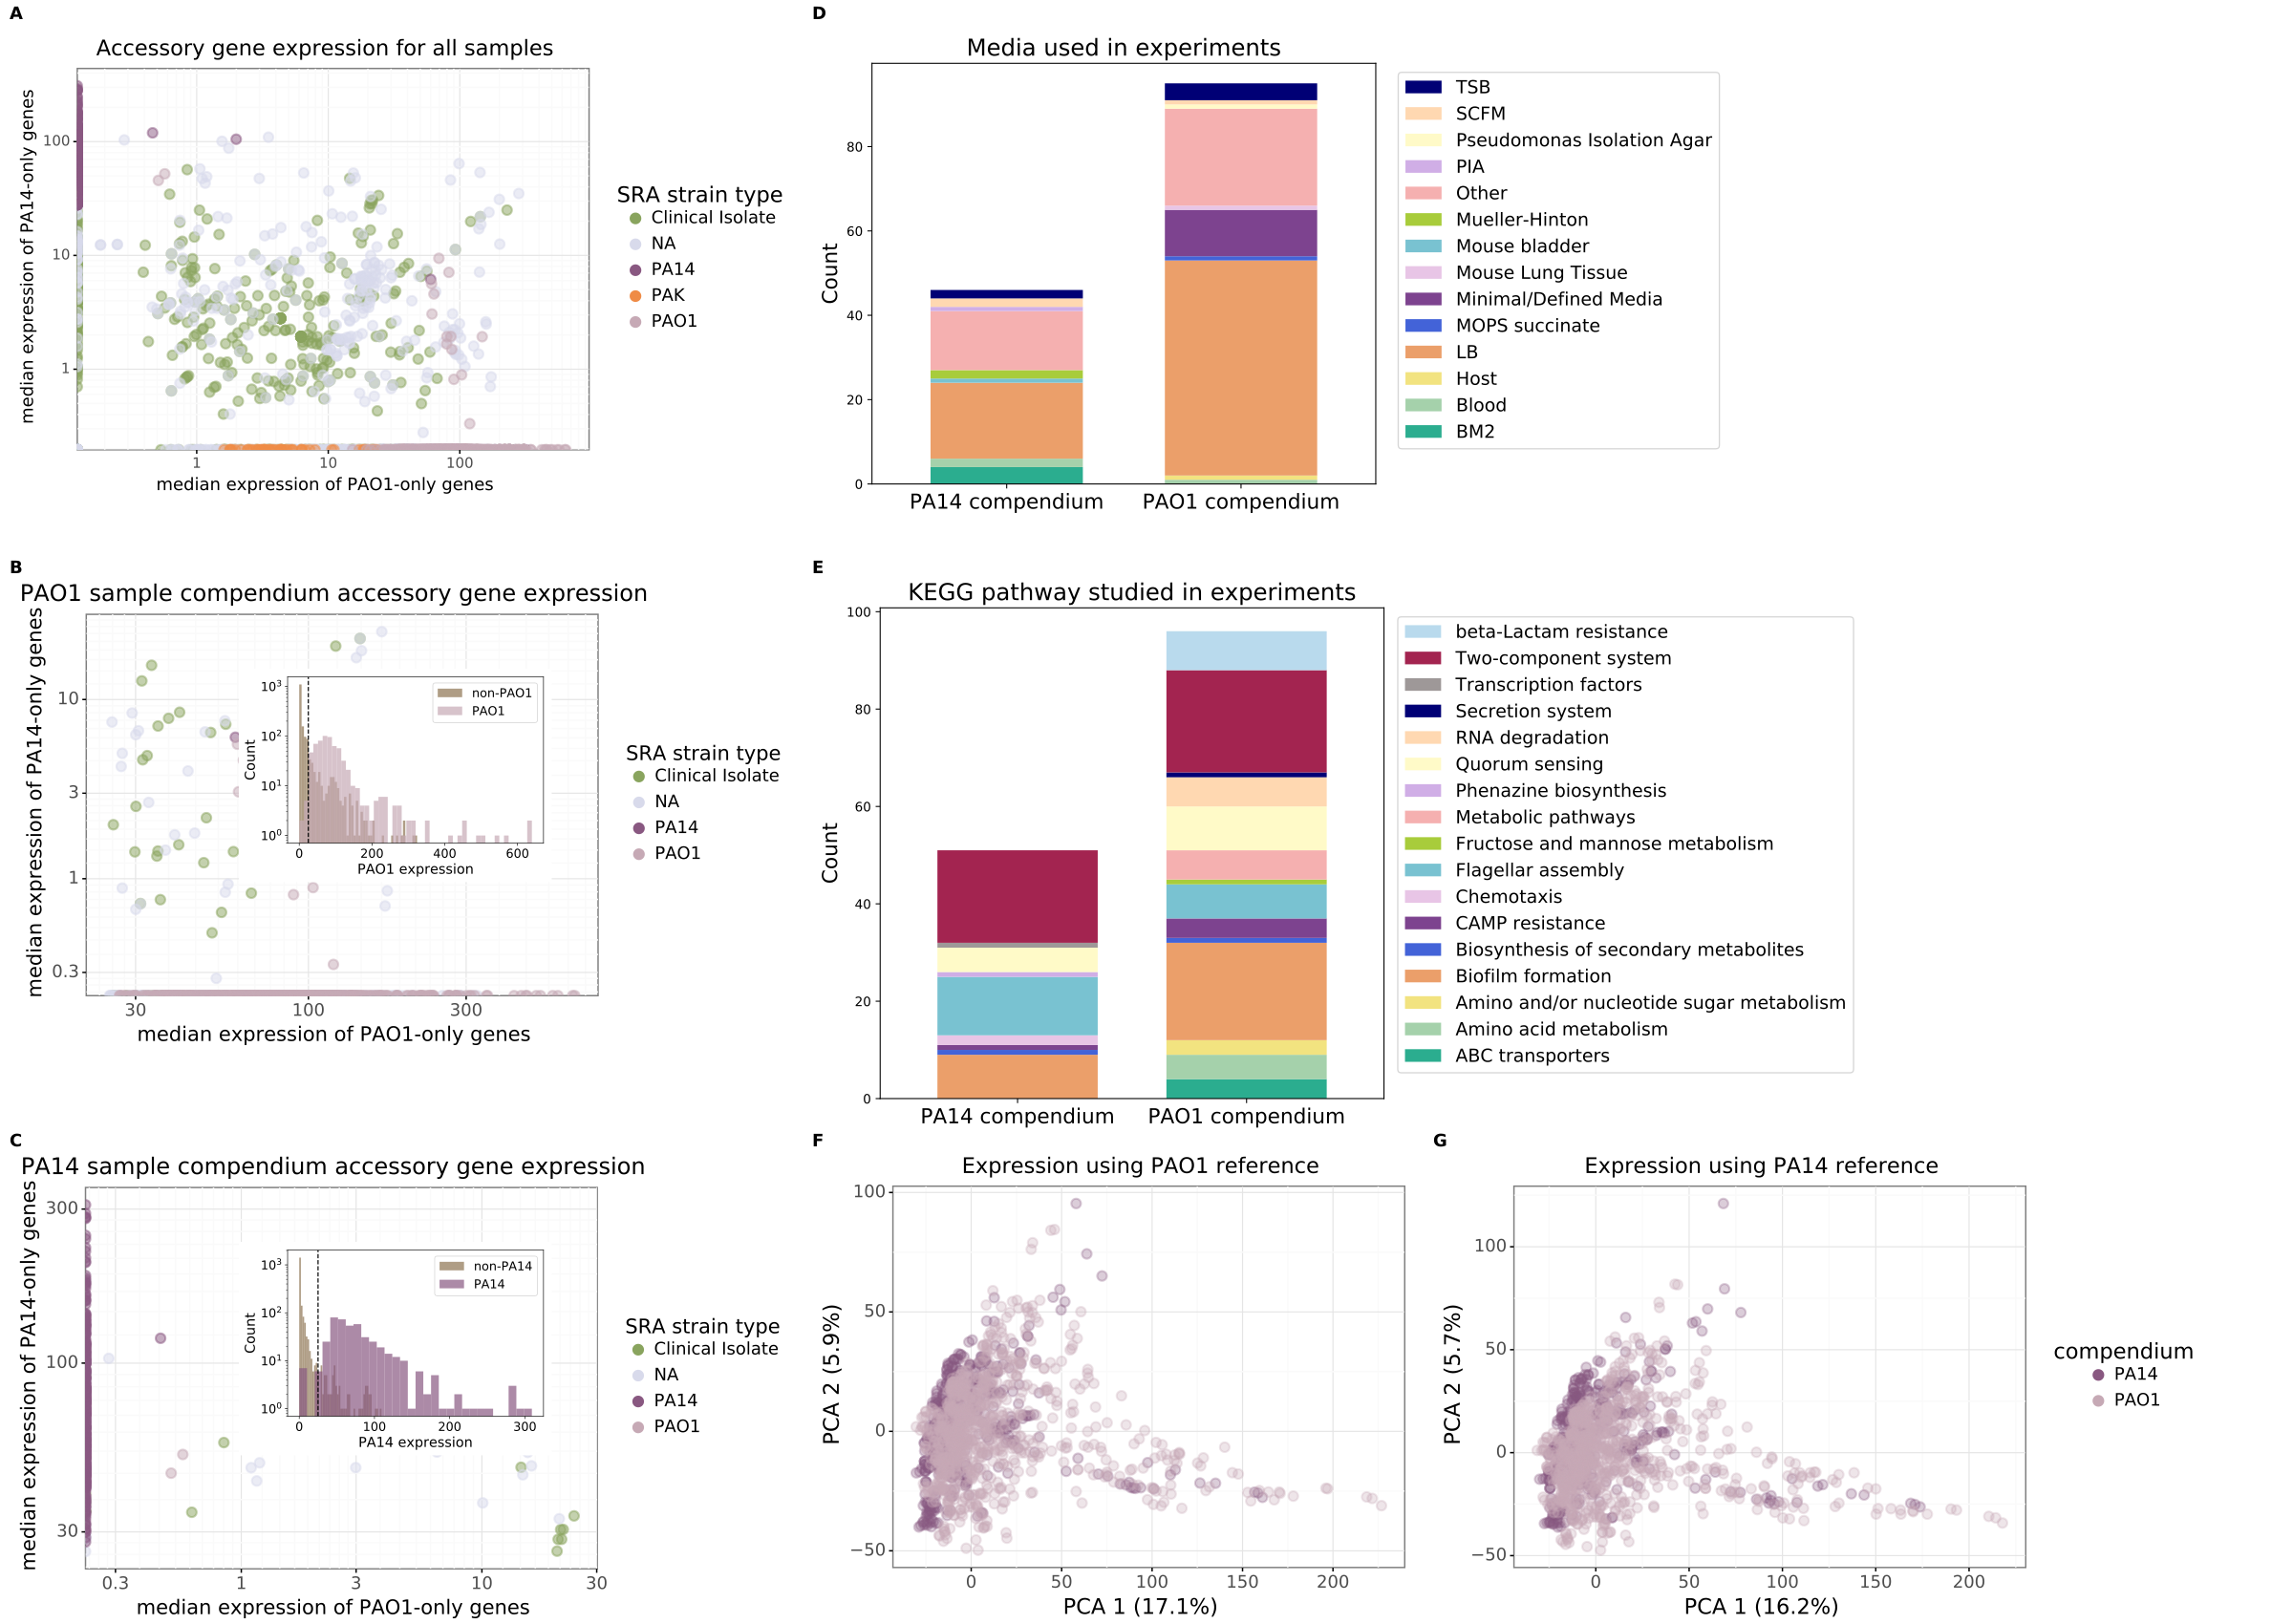 A
Accessory gene expression for all samples
median expression of PA14-only genes
100
10
1
1
10
100
median expression of PAO1-only genes
SRA strain type
Clinical Isolate
NA
PA14
PAK
PAO1
D
Media used in experiments
Count
80
60
40
20
0
PA14 compendium
PAO1 compendium
TSB
SCFM
Pseudomonas Isolation Agar
PIA
Other
Mueller-Hinton
Mouse bladder
Mouse Lung Tissue
Minimal/Defined Media
MOPS succinate
LB
Host
Blood
BM2
B
PAO1 sample compendium accessory gene expression
median expression of PA14-only genes
10
3
1
0.3
30
100
300
median expression of PAO1-only genes
Count
10³
10²
10¹
10⁰
0
200
400
600
PAO1 expression
non-PAO1
PAO1
SRA strain type
Clinical Isolate
NA
PA14
PAO1
E
KEGG pathway studied in experiments
Count
100
80
60
40
20
0
PA14 compendium
PAO1 compendium
beta-Lactam resistance
Two-component system
Transcription factors
Secretion system
RNA degradation
Quorum sensing
Phenazine biosynthesis
Metabolic pathways
Fructose and mannose metabolism
Flagellar assembly
Chemotaxis
CAMP resistance
Biosynthesis of secondary metabolites
Biofilm formation
Amino and/or nucleotide sugar metabolism
Amino acid metabolism
ABC transporters
C
PA14 sample compendium accessory gene expression
median expression of PA14-only genes
300
100
30
0.3
1
3
10
30
median expression of PAO1-only genes
Count
10³
10²
10¹
10⁰
0
100
200
300
PA14 expression
non-PA14
PA14
SRA strain type
Clinical Isolate
NA
PA14
PAO1
F
Expression using PAO1 reference
PCA 2 (5.9%)
100
50
0
−50
0
50
100
150
200
PCA 1 (17.1%)
G
Expression using PA14 reference
PCA 2 (5.7%)
100
50
0
−50
0
50
100
150
200
PCA 1 (16.2%)
compendium
PA14
PAO1